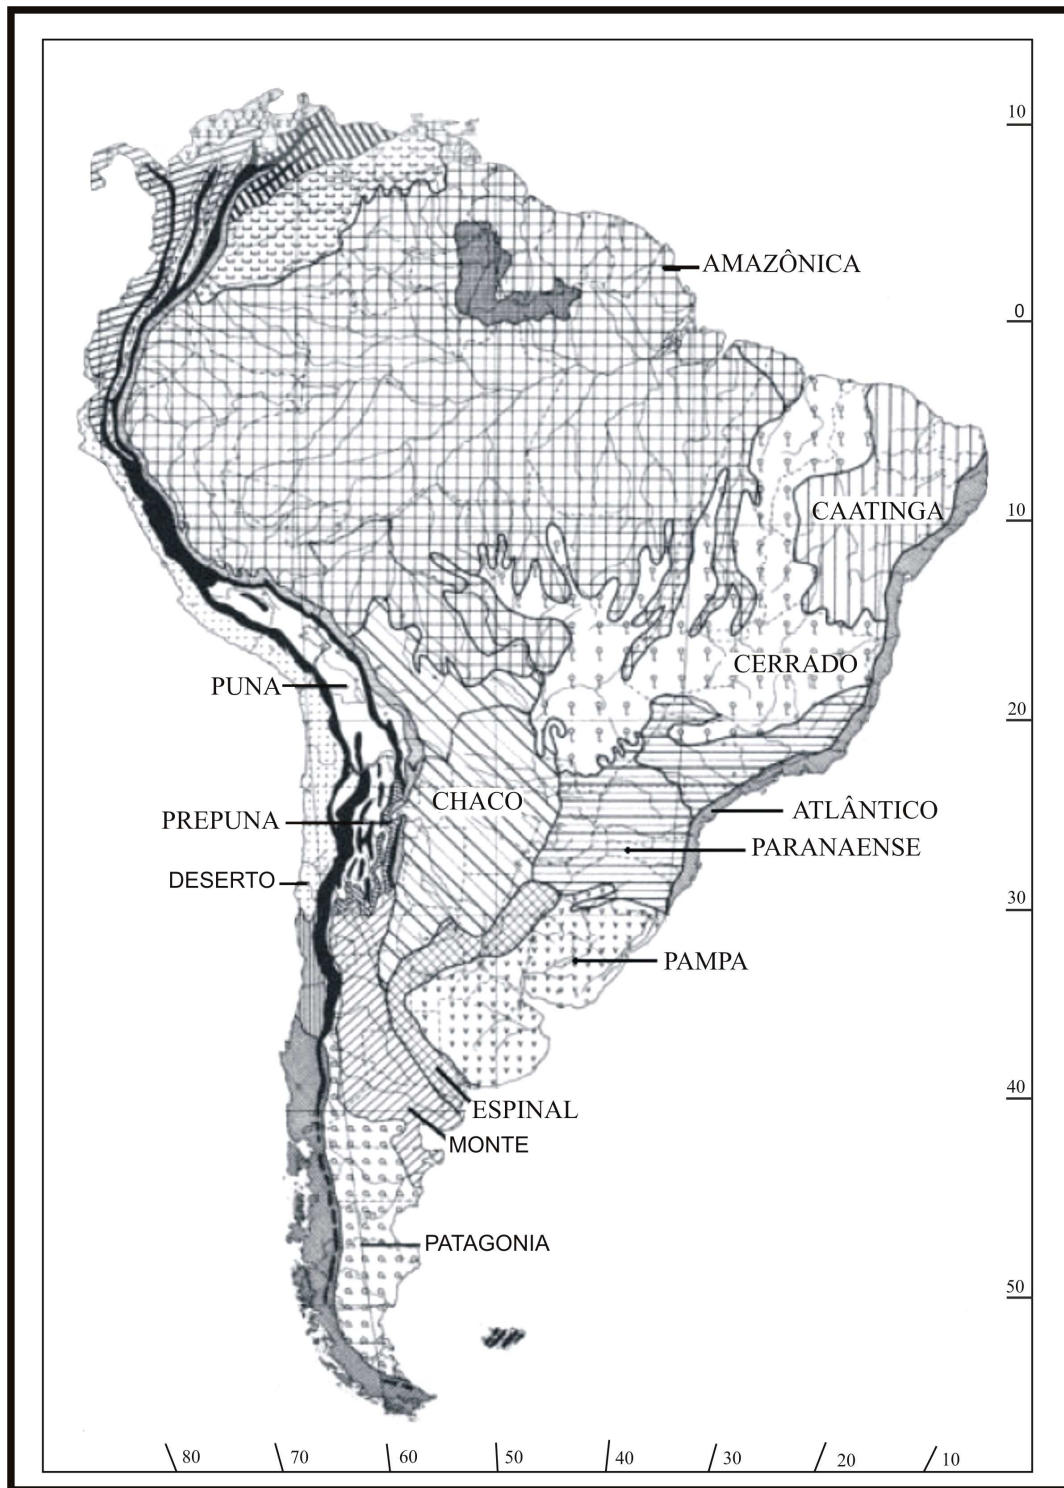 10
AMAZÔNICA
0
CAATINGA
10
CERRADO
PUNA
20
CHACO
ATLÂNTICO
PREPUNA
PARANAENSE
DESERTO
30
PAMPA
40
ESPINAL
MONTE
PATAGONIA
50
80 70 60 50 40 30 20 10